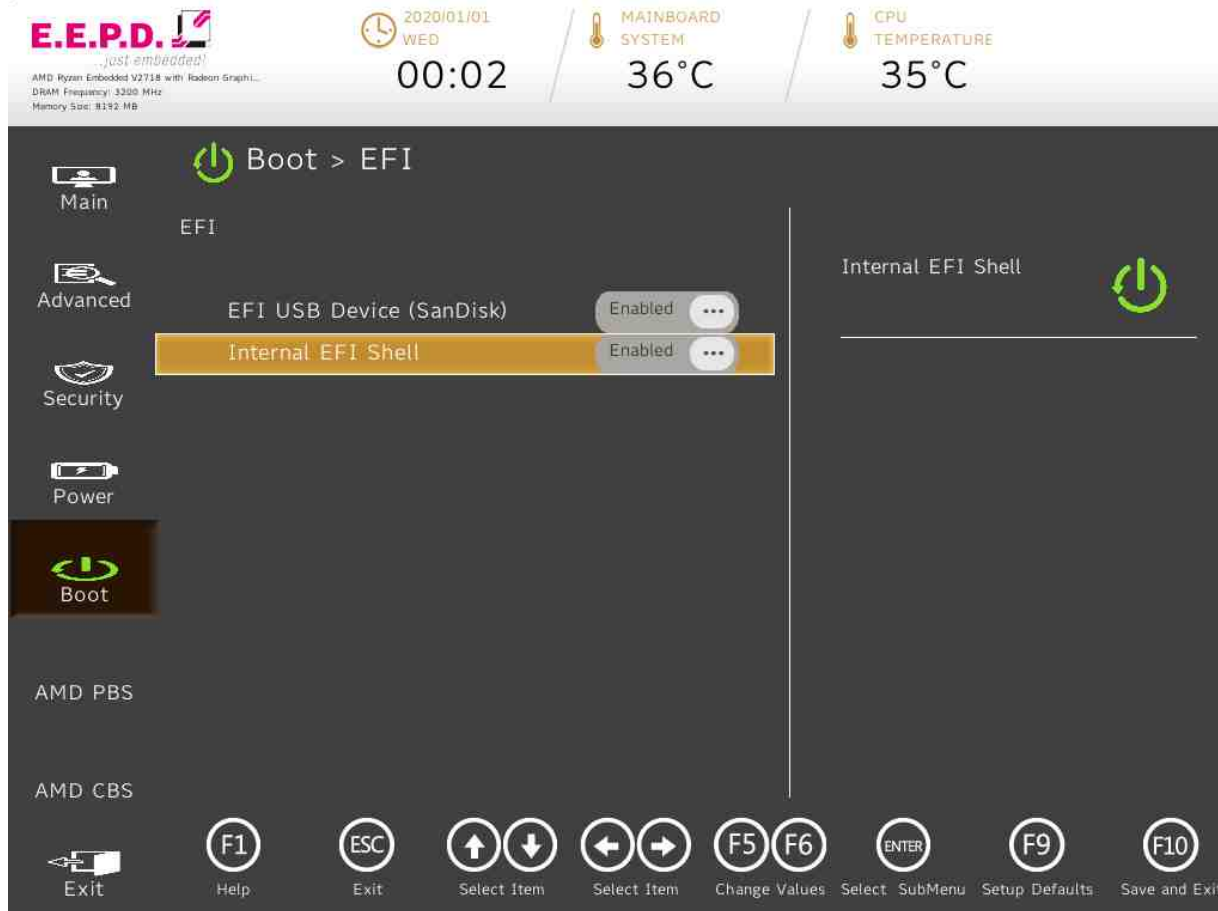 E.E.P.D.
...just embedded!
AMD Ryzen Embedded V2718 with Radeon Graphi...
DRAM Frequency: 3200 MHz
Memory Size: 8192 MB
2020/01/01
WED
00:02
MAINBOARD
SYSTEM
36°C
CPU
TEMPERATURE
35°C
Main
Advanced
Security
Power
Boot
AMD PBS
AMD CBS
Exit
Boot > EFI
EFI
EFI USB Device (SanDisk) Enabled ...
Internal EFI Shell Enabled ...
Internal EFI Shell
F1 ESC F5 F6 ENTER F9 F10
Help Exit Select Item Select Item Change Values Select SubMenu Setup Defaults Save and Exi